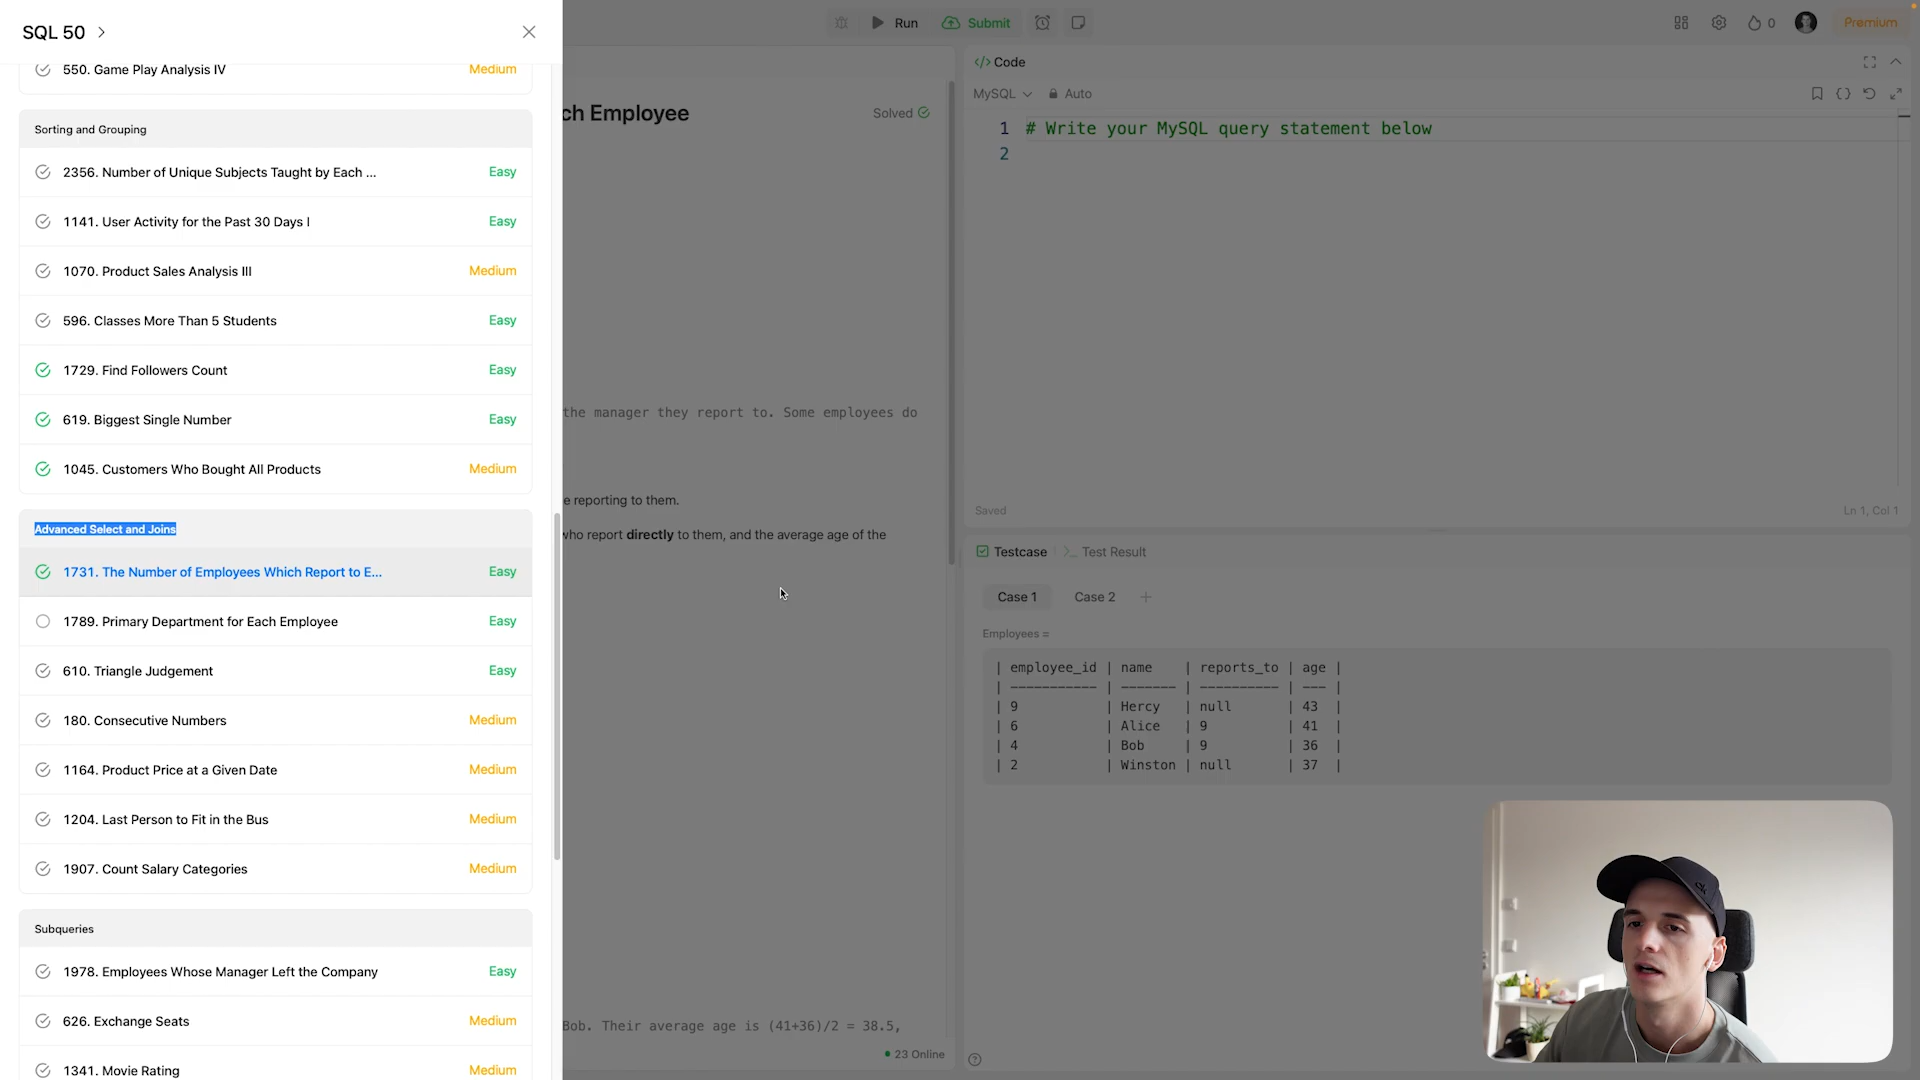 SQL 50
550. Game Play Analysis IV Medium
Sorting and Grouping
2356. Number of Unique Subjects Taught by Each ... Easy
1141. User Activity for the Past 30 Days I Easy
1070. Product Sales Analysis III Medium
596. Classes More Than 5 Students Easy
1729. Find Followers Count Easy
619. Biggest Single Number Easy
1045. Customers Who Bought All Products Medium
Advanced Select and Joins
1731. The Number of Employees Which Report to E... Easy
1789. Primary Department for Each Employee Easy
610. Triangle Judgement Easy
180. Consecutive Numbers Medium
1164. Product Price at a Given Date Medium
1204. Last Person to Fit in the Bus Medium
1907. Count Salary Categories Medium
Subqueries
1978. Employees Whose Manager Left the Company Easy
626. Exchange Seats Medium
1341. Movie Rating Medium
Run Submit 0 Premium
ch Employee Solved
the manager they report to. Some employees do
e reporting to them.
who report directly to them, and the average age of the
Bob. Their average age is (41+36)/2 = 38.5,
23 Online
</> Code
MySQL Auto
1 # Write your MySQL query statement below
2
Saved Ln 1, Col 1
Testcase >_ Test Result
Case 1 Case 2 +
Employees =
| employee_id | name | reports_to | age |
| ----------- | ------- | ---------- | --- |
| 9 | Hercy | null | 43 |
| 6 | Alice | 9 | 41 |
| 4 | Bob | 9 | 36 |
| 2 | Winston | null | 37 |